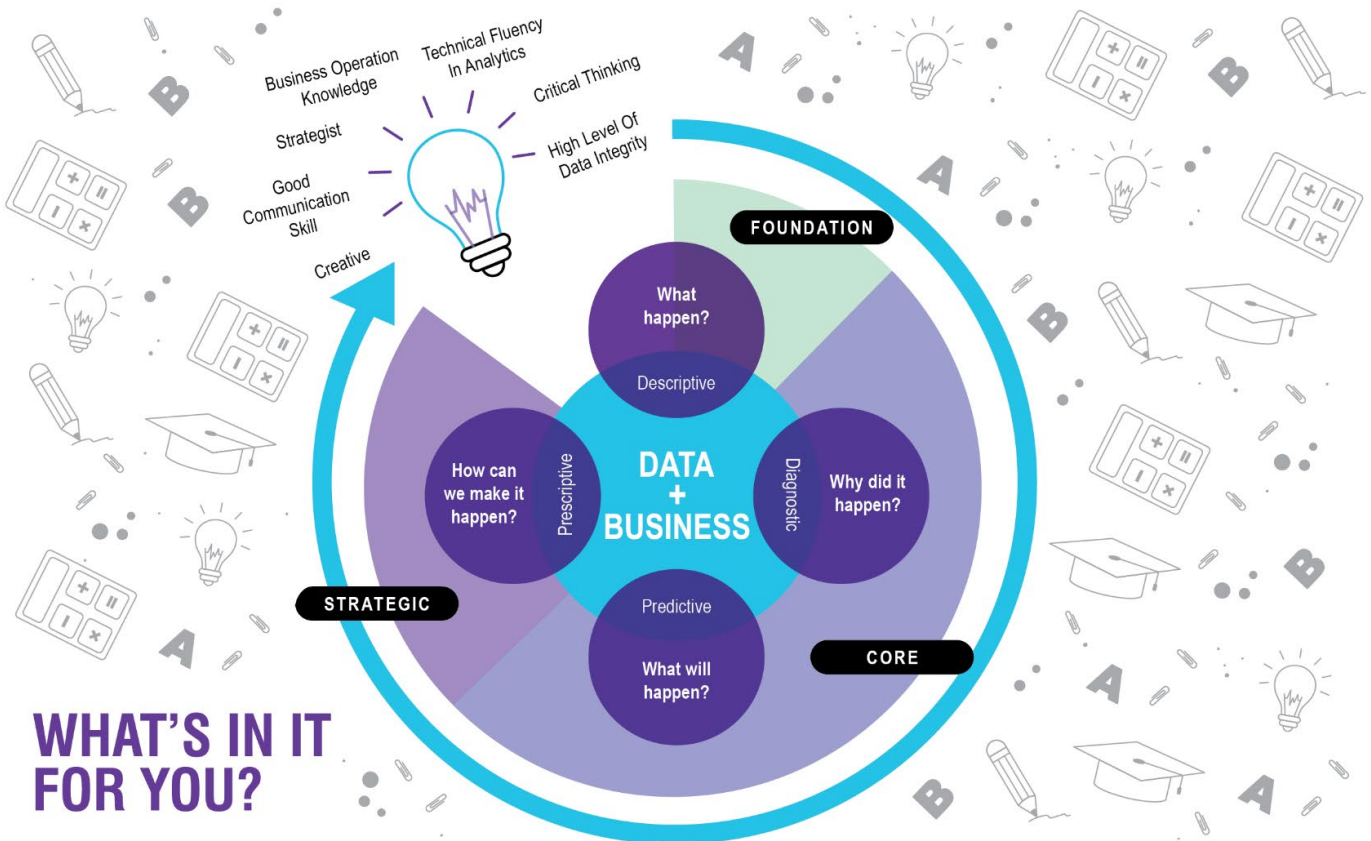 Business Operation
Knowledge
Technical Fluency
In Analytics
Critical Thinking
Strategist
High Level Of
Data Integrity
Good
Communication
Skill
Creative
FOUNDATION
What
happen?
Descriptive
How can
we make it
happen?
Prescriptive
DATA
+
BUSINESS
Diagnostic
Why did it
happen?
STRATEGIC
Predictive
What will
happen?
CORE
WHAT'S IN IT
FOR YOU?
B
B
A
B
A
B
A
B
A
B
A